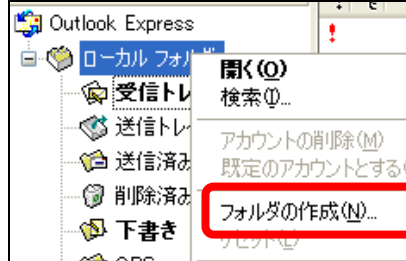 Outlook Express
ローカル フォルダ
受信トレ
送信トレ
送信済み
削除済み
下書き
開く(O)
検索(I)...
アカウントの削除(M)
既定のアカウントとする(
フォルダの作成(N)...